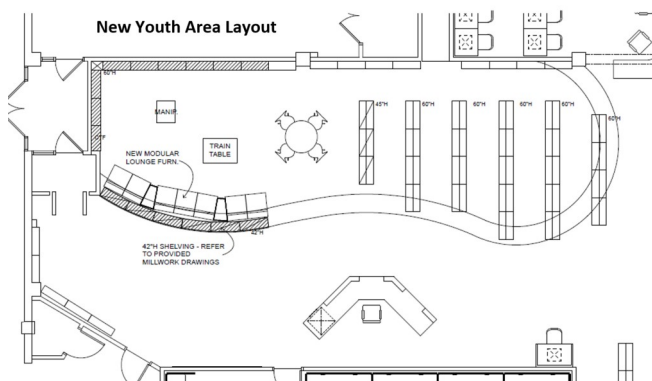 New Youth Area Layout
60"H
MANIP.
TRAIN
TABLE
NEW MODULAR
LOUNGE FURN.
42"H
42"H SHELVING - REFER
TO PROVIDED
MILLWORK DRAWINGS
45"H
60"H
60"H
60"H
60"H
60"H